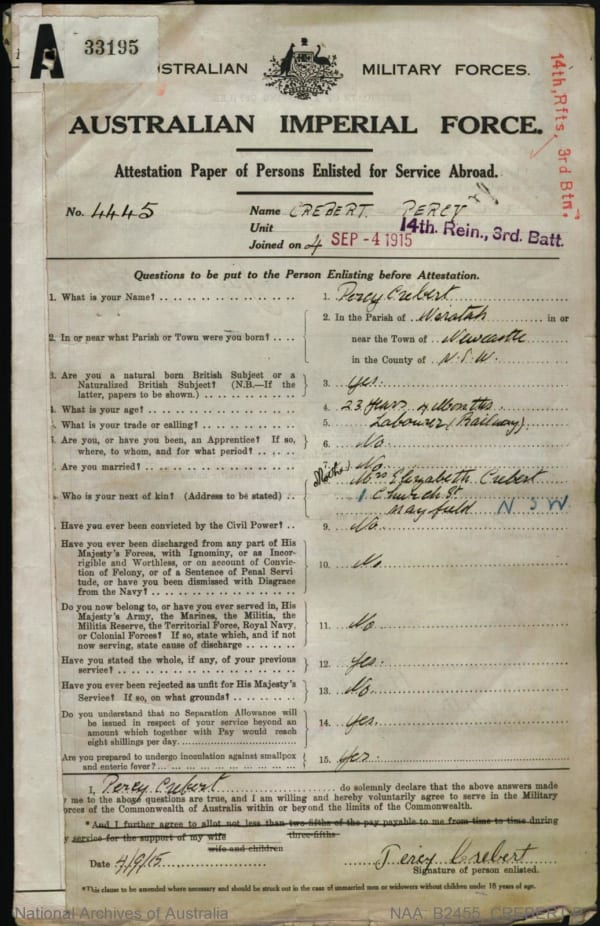 A 33195
AUSTRALIAN MILITARY FORCES.
14th, Rfts, 3rd Btn.
AUSTRALIAN IMPERIAL FORCE.
Attestation Paper of Persons Enlisted for Service Abroad.
No. 4445 Name CREBERT PERCY
Unit 14th. Rein., 3rd. Batt.
Joined on 4 SEP -4 1915
Questions to be put to the Person Enlisting before Attestation.
1. What is your Name? 1. Percy Crebert
2. In or near what Parish or Town were you born? 2. In the Parish of Waratah in or
near the Town of Newcastle
in the County of N.S.W.
3. Are you a natural born British Subject or a
Naturalized British Subject? (N.B.—If the
latter, papers to be shown.) 3. Yes.
4. What is your age? 4. 23 Years 4 Months
5. What is your trade or calling? 5. Labourer (Railway)
6. Are you, or have you been, an Apprentice? If so,
where, to whom, and for what period? 6. No.
Are you married? No.
Who is your next of kin? (Address to be stated) (Mother) Mrs Elizabeth Crebert
1 Church St
Mayfield N S W
Have you ever been convicted by the Civil Power? 9. No
Have you ever been discharged from any part of His
Majesty's Forces, with Ignominy, or as Incor-
rigible and Worthless, or on account of Convic-
tion of Felony, or of a Sentence of Penal Servi
tude, or have you been dismissed with Disgrace
from the Navy? 10. No
Do you now belong to, or have you ever served in, His
Majesty's Army, the Marines, the Militia, the
Militia Reserve, the Territorial Force, Royal Navy,
or Colonial Forces? If so, state which, and if not
now serving, state cause of discharge 11. No
Have you stated the whole, if any, of your previous
service? 12. Yes.
Have you ever been rejected as unfit for His Majesty's
Service? If so, on what grounds? 13. No.
Do you understand that no Separation Allowance will
be issued in respect of your service beyond an
amount which together with Pay would reach
eight shillings per day 14. Yes.
Are you prepared to undergo inoculation against smallpox
and enteric fever? 15. Yes
I, Percy Crebert do solemnly declare that the above answers made
y me to the above questions are true, and I am willing and hereby voluntarily agree to serve in the Military
orces of the Commonwealth of Australia within or beyond the limits of the Commonwealth.
*And I further agree to allot not less than two-fifths of the pay payable to me from time to time during
three-fifths
y service for the support of my wife
wife and children
Date 4/9/15 Percy Crebert
Signature of person enlisted.
*This clause to be amended where necessary and should be struck out in the case of unmarried men or widowers without children under 18 years of age.
National Archives of Australia NAA: B2455, CREBERT P